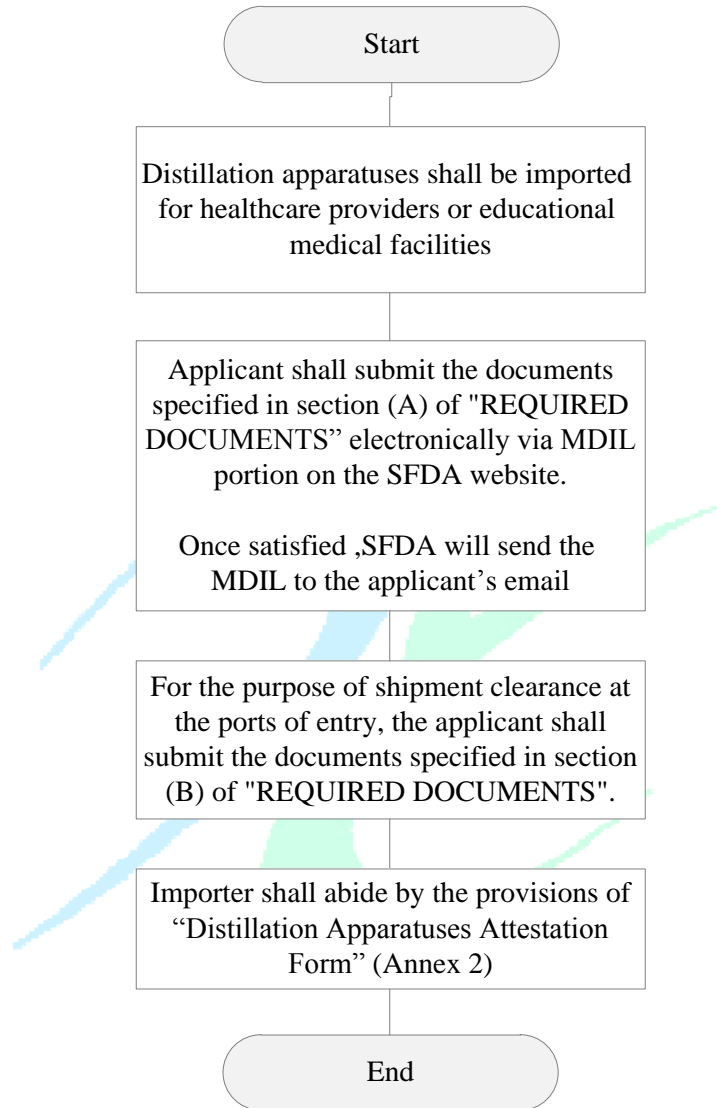 Start
Distillation apparatuses shall be imported
for healthcare providers or educational
medical facilities
Applicant shall submit the documents
specified in section (A) of "REQUIRED
DOCUMENTS” electronically via MDIL
portion on the SFDA website.
Once satisfied ,SFDA will send the
MDIL to the applicant’s email
For the purpose of shipment clearance at
the ports of entry, the applicant shall
submit the documents specified in section
(B) of "REQUIRED DOCUMENTS".
Importer shall abide by the provisions of
“Distillation Apparatuses Attestation
Form” (Annex 2)
End